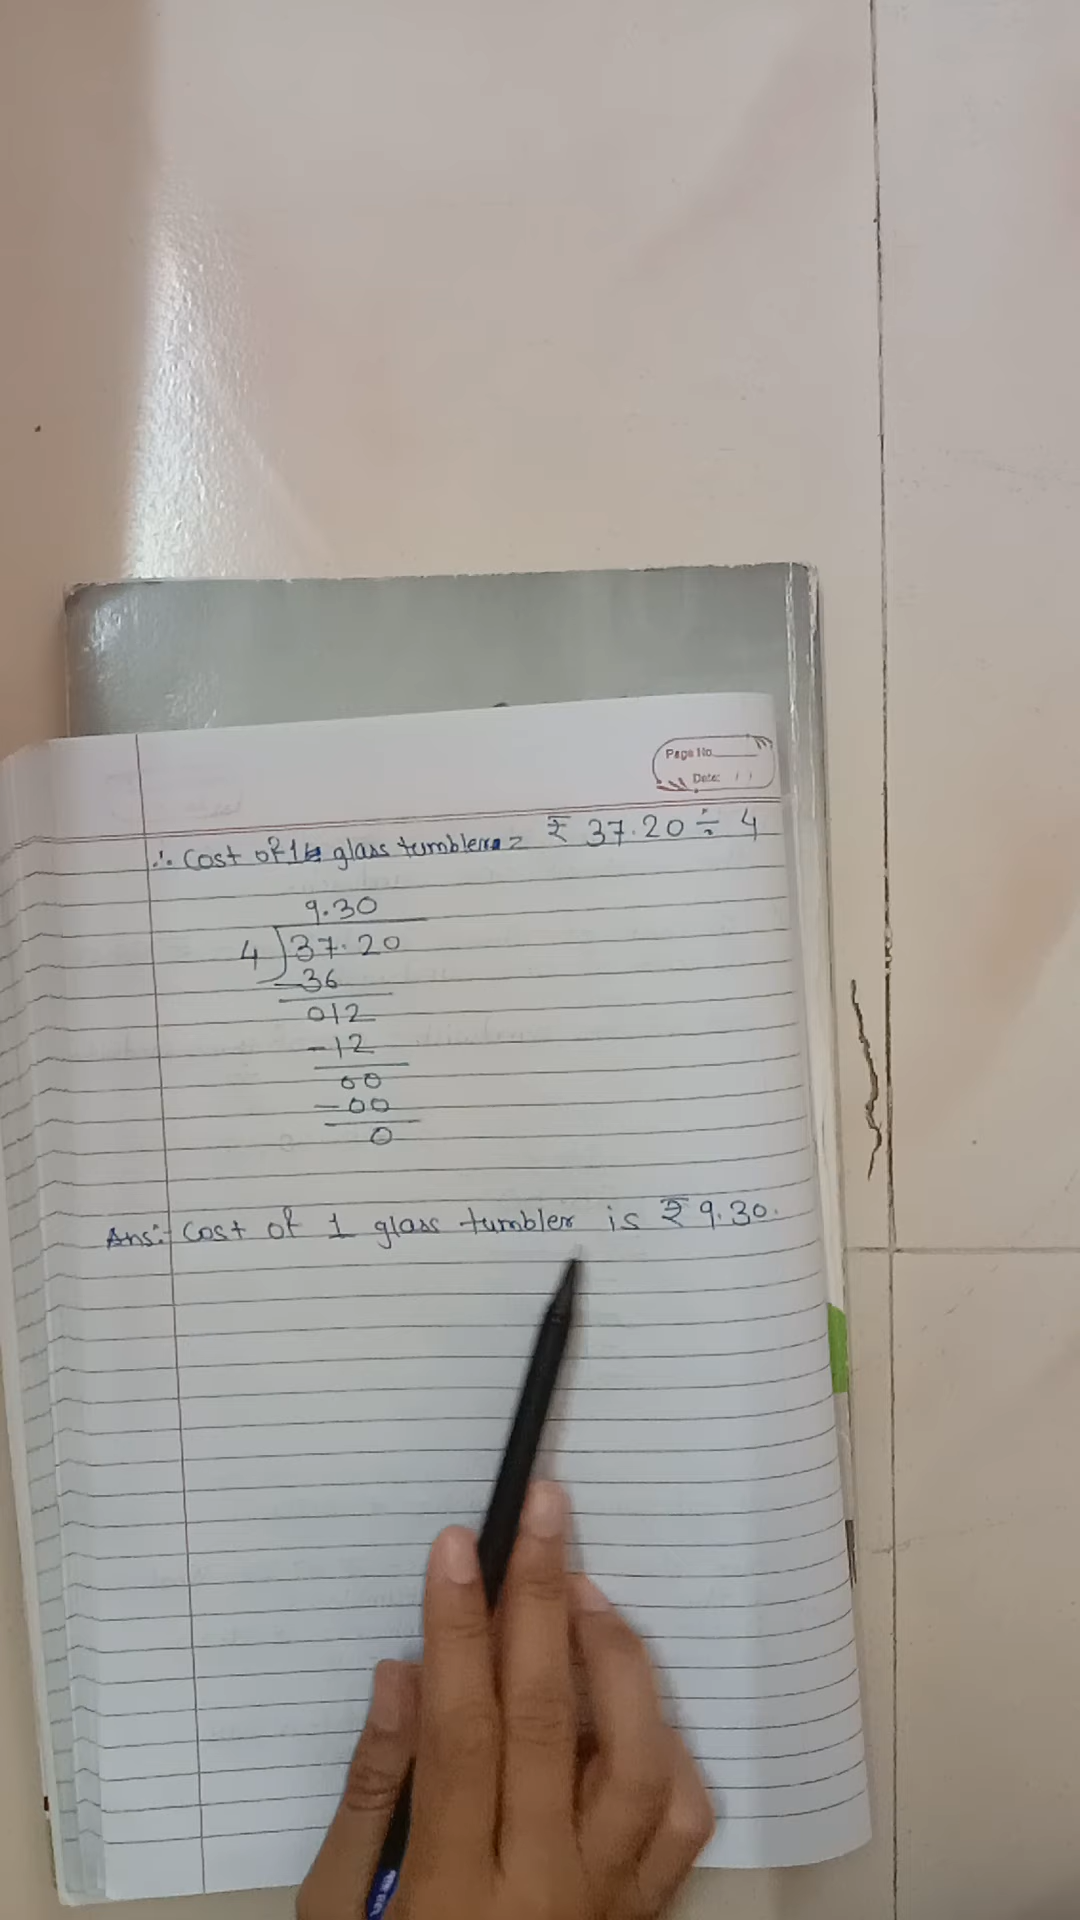 Page No.
Date: / /
∴ Cost of 1 glass tumbler = ₹ 37.20 ÷ 4
9.30
4 ) 37.20
-36
012
-12
00
-00
0
Ans:- Cost of 1 glass tumbler is ₹ 9.30.